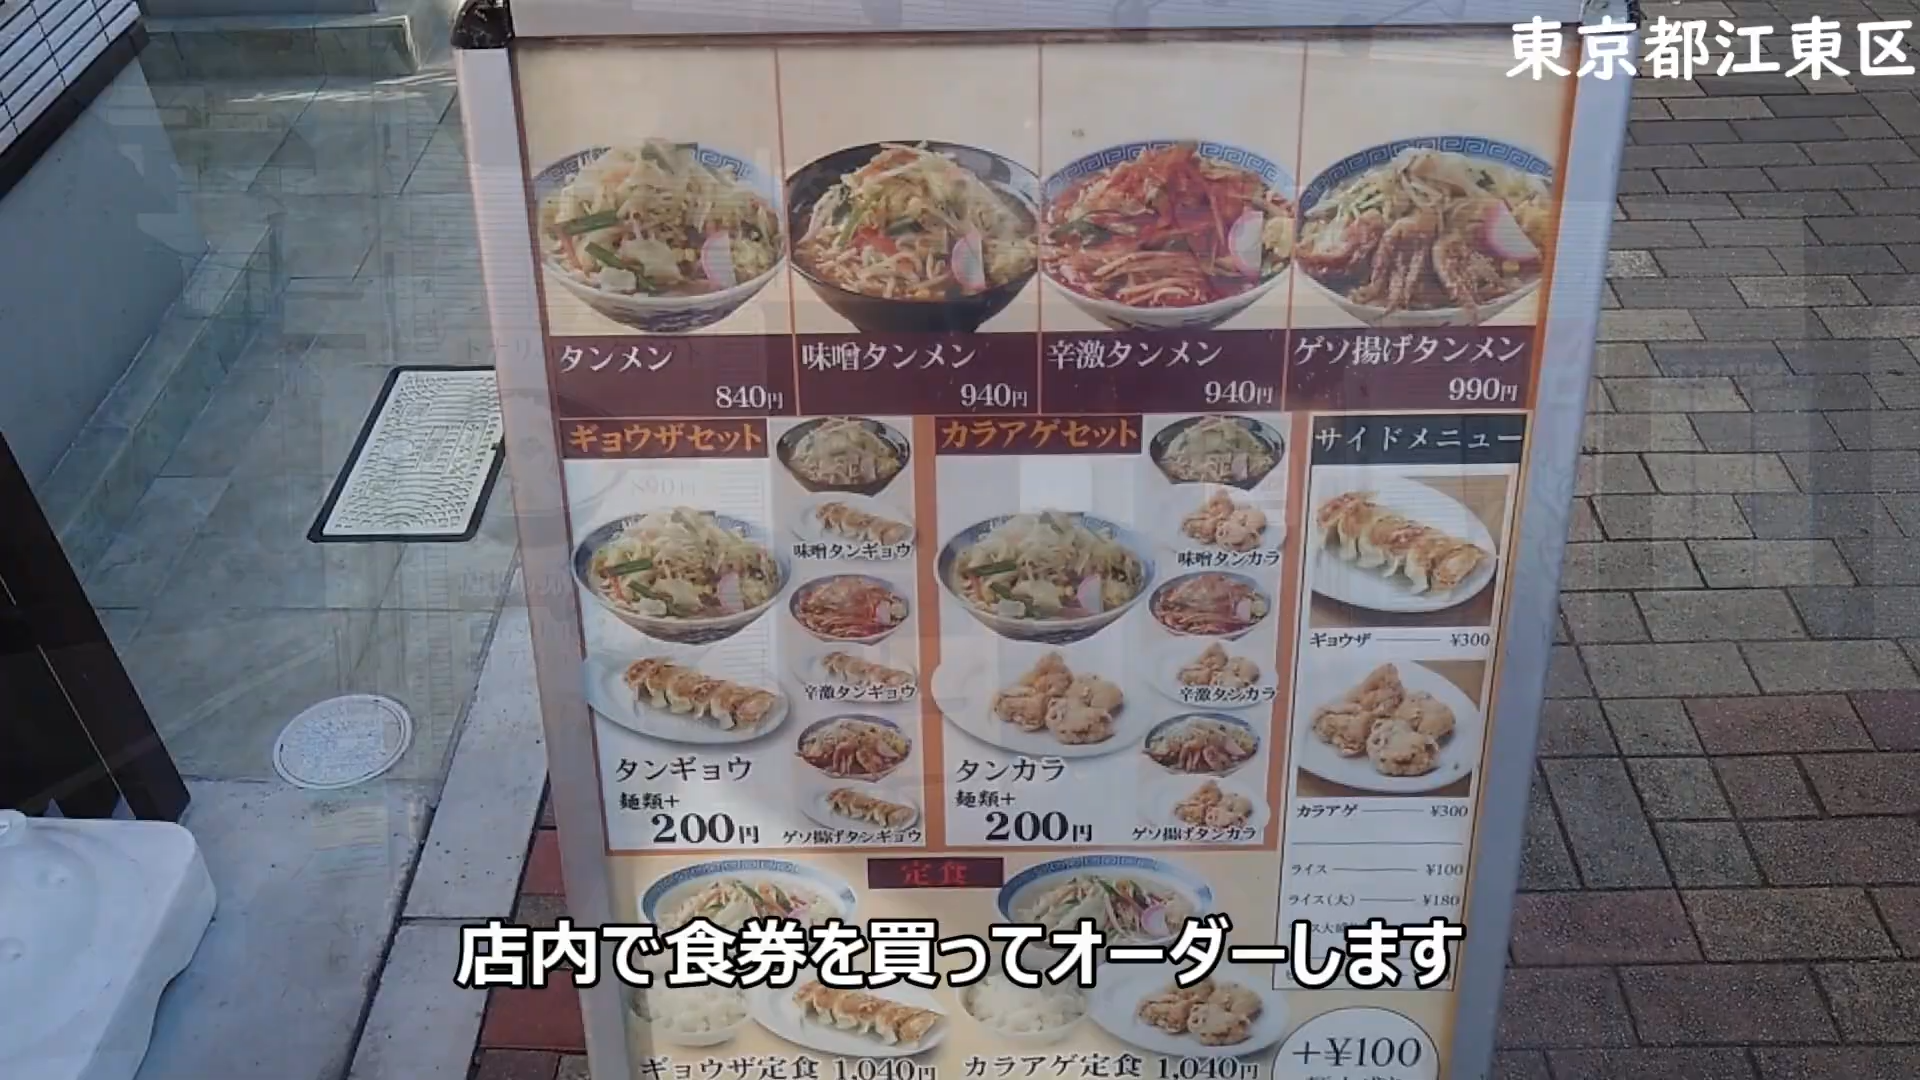 東京都江東区
タンメン
840円
味噌タンメン
940円
辛激タンメン
940円
ゲソ揚げタンメン
990円
ギョウザセット
味噌タンギョウ
辛激タンギョウ
タンギョウ
麺類+
200円
ゲソ揚げタンギョウ
カラアゲセット
味噌タンカラ
辛激タンカラ
タンカラ
麺類+
200円
ゲソ揚げタンカラ
サイドメニュー
ギョウザ ¥300
カラアゲ ¥300
ライス ¥100
ライス(大) ¥180
定食
店内で食券を買ってオーダーします
ギョウザ定食 1,040円
カラアゲ定食 1,040円
+¥100